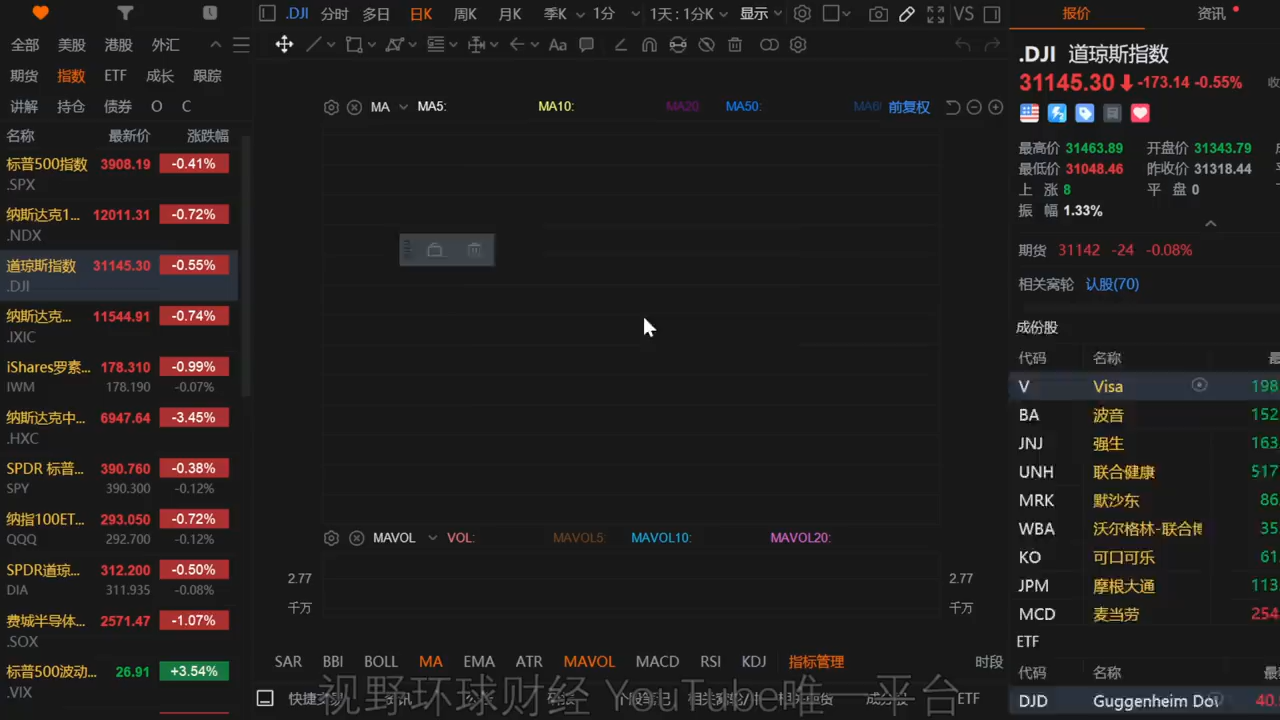 .DJI 分时 多日 日K 周K 月K 季K 1分 1天 : 1分K 显示 VS 报价 资讯
全部 美股 港股 外汇
Aa
期货 指数 ETF 成长 跟踪
讲解 持仓 债券 O C
名称 最新价 涨跌幅
标普500指数 3908.19 -0.41%
.SPX
纳斯达克1... 12011.31 -0.72%
.NDX
道琼斯指数 31145.30 -0.55%
.DJI
纳斯达克... 11544.91 -0.74%
.IXIC
iShares罗素... 178.310 -0.99%
IWM 178.190 -0.07%
纳斯达克中... 6947.64 -3.45%
.HXC
SPDR 标普... 390.760 -0.38%
SPY 390.300 -0.12%
纳指100ET... 293.050 -0.72%
QQQ 292.700 -0.12%
SPDR道琼... 312.200 -0.50%
DIA 311.935 -0.08%
费城半导体... 2571.47 -1.07%
.SOX
标普500波动... 26.91 +3.54%
.VIX
MA MA5: MA10: MA20 MA50: 前复权
MAVOL VOL: MAVOL5: MAVOL10: MAVOL20:
2.77 2.77
千万 千万
SAR BBI BOLL MA EMA ATR MAVOL MACD RSI KDJ 指标管理 时段
ETF
视野环球财经 YouTube唯一平台
.DJI 道琼斯指数
31145.30 -173.14 -0.55%
最高价 31463.89 开盘价 31343.79
最低价 31048.46 昨收价 31318.44
上 涨 8 平 盘 0
振 幅 1.33%
期货 31142 -24 -0.08%
相关窝轮 认股(70)
成份股
代码 名称
V Visa 198
BA 波音 152
JNJ 强生 163
UNH 联合健康 517
MRK 默沙东 86
WBA 沃尔格林-联合博 35
KO 可口可乐 61
JPM 摩根大通 113
MCD 麦当劳 254
ETF
代码 名称
DJD Guggenheim Dow 40